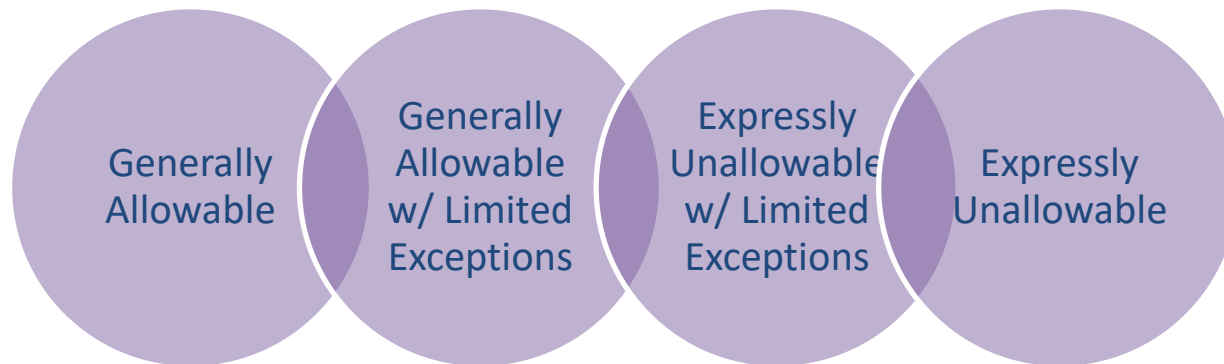 Generally
Allowable
Generally
Allowable
w/ Limited
Exceptions
Expressly
Unallowable
w/ Limited
Exceptions
Expressly
Unallowable